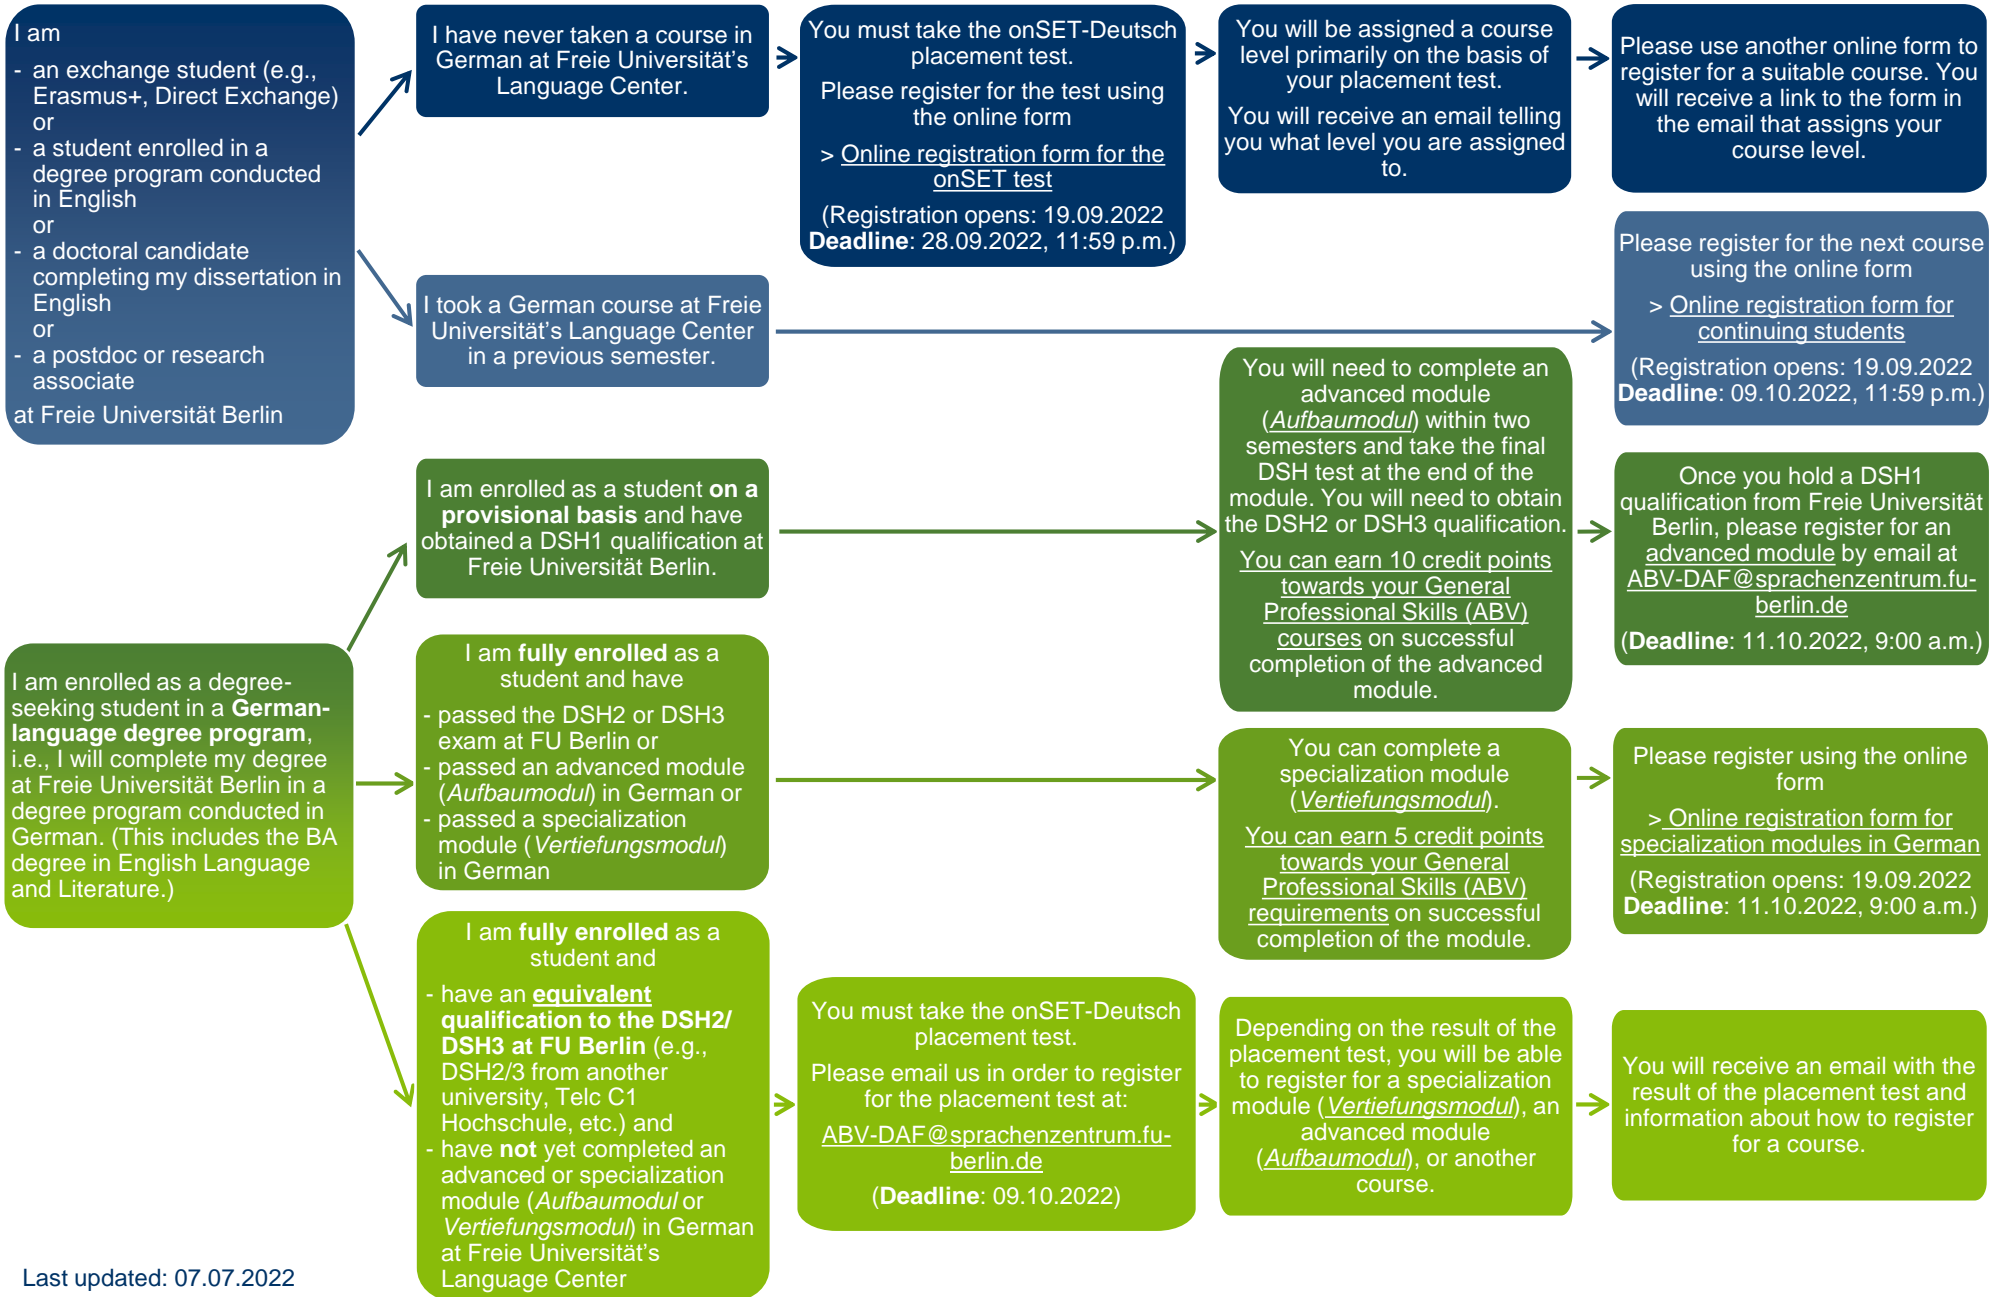 I am
- an exchange student (e.g.,
Erasmus+, Direct Exchange)
or
- a student enrolled in a
degree program conducted
in English
or
- a doctoral candidate
completing my dissertation in
English
or
- a postdoc or research
associate
at Freie Universität Berlin
I have never taken a course in
German at Freie Universität’s
Language Center.
You must take the onSET-Deutsch
placement test.
Please register for the test using
the online form
> Online registration form for the
onSET test
(Registration opens: 19.09.2022
Deadline: 28.09.2022, 11:59 p.m.)
You will be assigned a course
level primarily on the basis of
your placement test.
You will receive an email telling
you what level you are assigned
to.
Please use another online form to
register for a suitable course. You
will receive a link to the form in
the email that assigns your
course level.
I took a German course at Freie
Universität’s Language Center
in a previous semester.
Please register for the next course
using the online form
> Online registration form for
continuing students
(Registration opens: 19.09.2022
Deadline: 09.10.2022, 11:59 p.m.)
I am enrolled as a degree-
seeking student in a German-
language degree program,
i.e., I will complete my degree
at Freie Universität Berlin in a
degree program conducted in
German. (This includes the BA
degree in English Language
and Literature.)
I am enrolled as a student on a
provisional basis and have
obtained a DSH1 qualification at
Freie Universität Berlin.
You will need to complete an
advanced module
(Aufbaumodul) within two
semesters and take the final
DSH test at the end of the
module. You will need to obtain
the DSH2 or DSH3 qualification.
You can earn 10 credit points
towards your General
Professional Skills (ABV)
courses on successful
completion of the advanced
module.
Once you hold a DSH1
qualification from Freie Universität
Berlin, please register for an
advanced module by email at
ABV-DAF@sprachenzentrum.fu-
berlin.de
(Deadline: 11.10.2022, 9:00 a.m.)
I am fully enrolled as a
student and have
- passed the DSH2 or DSH3
exam at FU Berlin or
- passed an advanced module
(Aufbaumodul) in German or
- passed a specialization
module (Vertiefungsmodul)
in German
You can complete a
specialization module
(Vertiefungsmodul).
You can earn 5 credit points
towards your General
Professional Skills (ABV)
requirements on successful
completion of the module.
Please register using the online
form
> Online registration form for
specialization modules in German
(Registration opens: 19.09.2022
Deadline: 11.10.2022, 9:00 a.m.)
I am fully enrolled as a
student and
- have an equivalent
qualification to the DSH2/
DSH3 at FU Berlin (e.g.,
DSH2/3 from another
university, Telc C1
Hochschule, etc.) and
- have not yet completed an
advanced or specialization
module (Aufbaumodul or
Vertiefungsmodul) in German
at Freie Universität’s
Language Center
You must take the onSET-Deutsch
placement test.
Please email us in order to register
for the placement test at:
ABV-DAF@sprachenzentrum.fu-
berlin.de
(Deadline: 09.10.2022)
Depending on the result of the
placement test, you will be able
to register for a specialization
module (Vertiefungsmodul), an
advanced module
(Aufbaumodul), or another
course.
You will receive an email with the
result of the placement test and
information about how to register
for a course.
Last updated: 07.07.2022